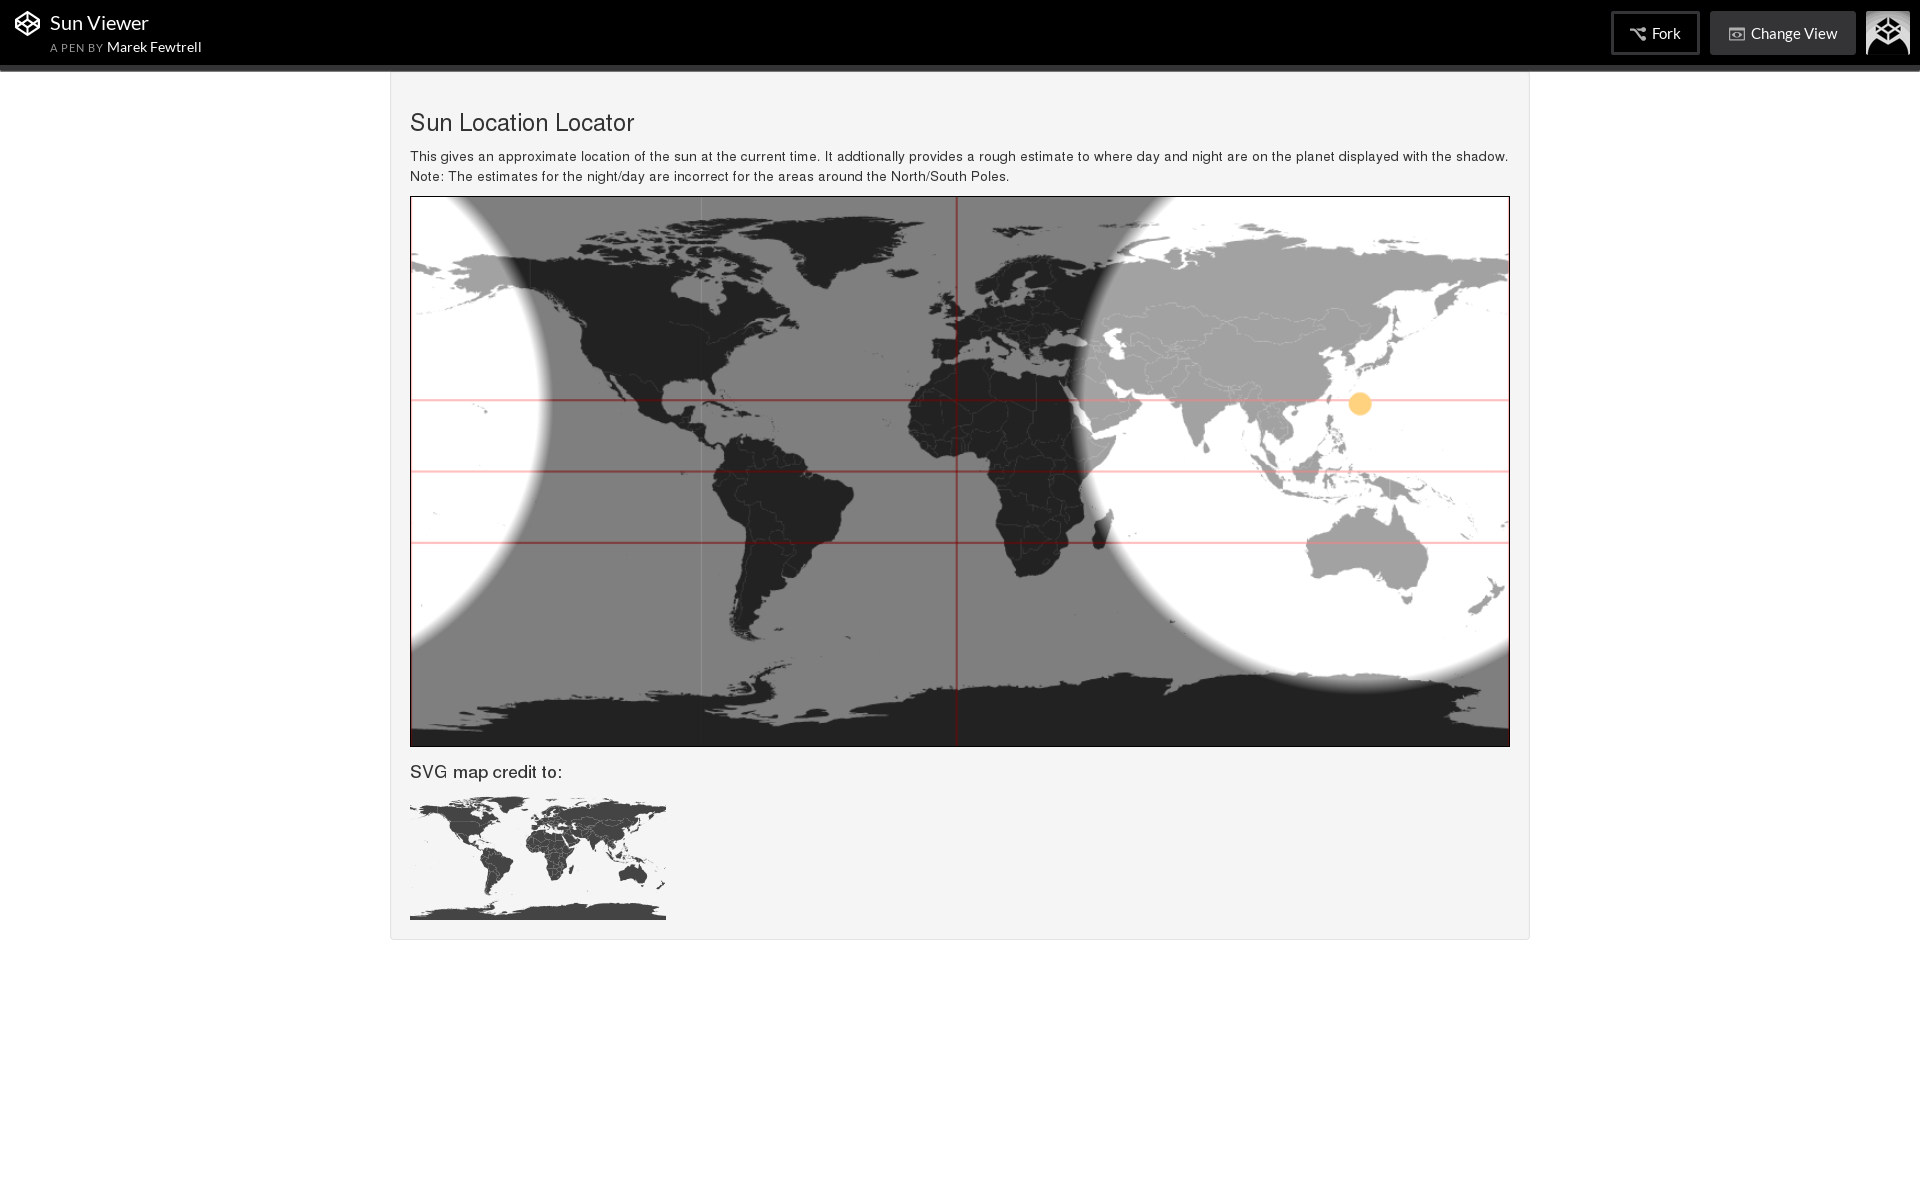 Sun Viewer
A PEN BY Marek Fewtrell
Fork
Change View
Sun Location Locator
This gives an approximate location of the sun at the current time. It addtionally provides a rough estimate to where day and night are on the planet displayed with the shadow.
Note: The estimates for the night/day are incorrect for the areas around the North/South Poles.
SVG map credit to: